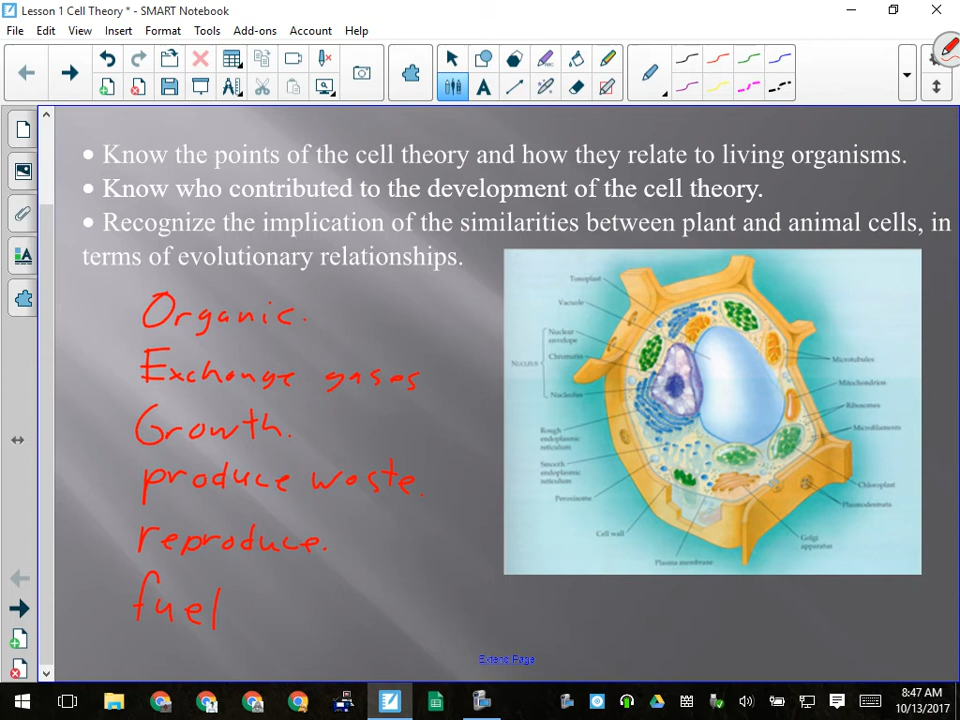 Lesson 1 Cell Theory * - SMART Notebook
File Edit View Insert Format Tools Add-ons Account Help
• Know the points of the cell theory and how they relate to living organisms.
• Know who contributed to the development of the cell theory.
• Recognize the implication of the similarities between plant and animal cells, in
terms of evolutionary relationships.
Organic.
Exchange gases
Growth.
produce waste.
reproduce.
fuel
Tonoplast
Vacuole
Nuclear
envelope
NUCLEUS
Chromatin
Nucleolus
Rough
endoplasmic
reticulum
Smooth
endoplasmic
reticulum
Peroxisome
Cell wall
Plasma membrane
Microtubules
Mitochondrion
Ribosomes
Microfilaments
Chloroplast
Plasmodesmata
Golgi
apparatus
Extend Page
8:47 AM
10/13/2017